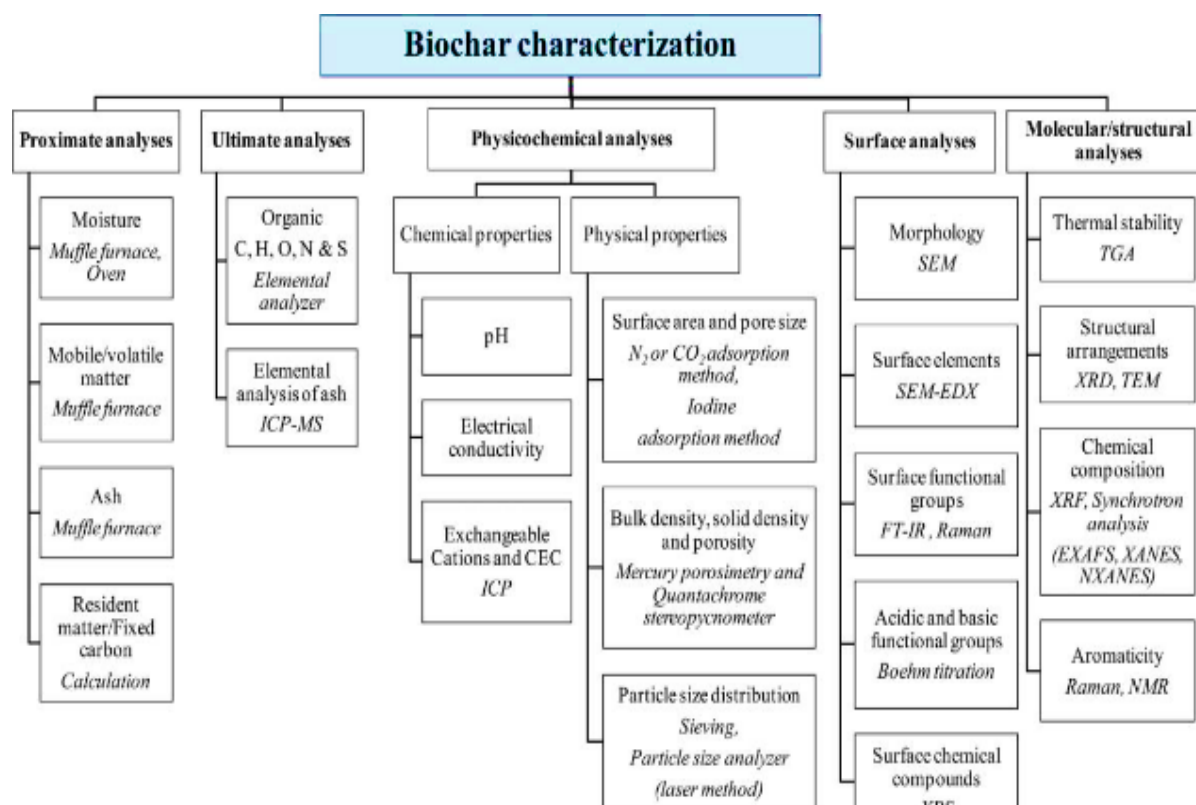 Biochar characterization
Proximate analyses
Moisture
Muffle furnace,
Oven
Mobile/volatile
matter
Muffle furnace
Ash
Muffle furnace
Resident
matter/Fixed
carbon
Calculation
Ultimate analyses
Organic
C, H, O, N & S
Elemental
analyzer
Elemental
analysis of ash
ICP-MS
Physicochemical analyses
Chemical properties
pH
Electrical
conductivity
Exchangeable
Cations and CEC
ICP
Physical properties
Surface area and pore size
N2 or CO2 adsorption
method,
Iodine
adsorption method
Bulk density, solid density
and porosity
Mercury porosimetry and
Quantachrome
stereopycnometer
Particle size distribution
Sieving,
Particle size analyzer
(laser method)
Surface analyses
Morphology
SEM
Surface elements
SEM-EDX
Surface functional
groups
FT-IR , Raman
Acidic and basic
functional groups
Boehm titration
Surface chemical
compounds
Molecular/structural
analyses
Thermal stability
TGA
Structural
arrangements
XRD, TEM
Chemical
composition
XRF, Synchrotron
analysis
(EXAFS, XANES,
NXANES)
Aromaticity
Raman, NMR